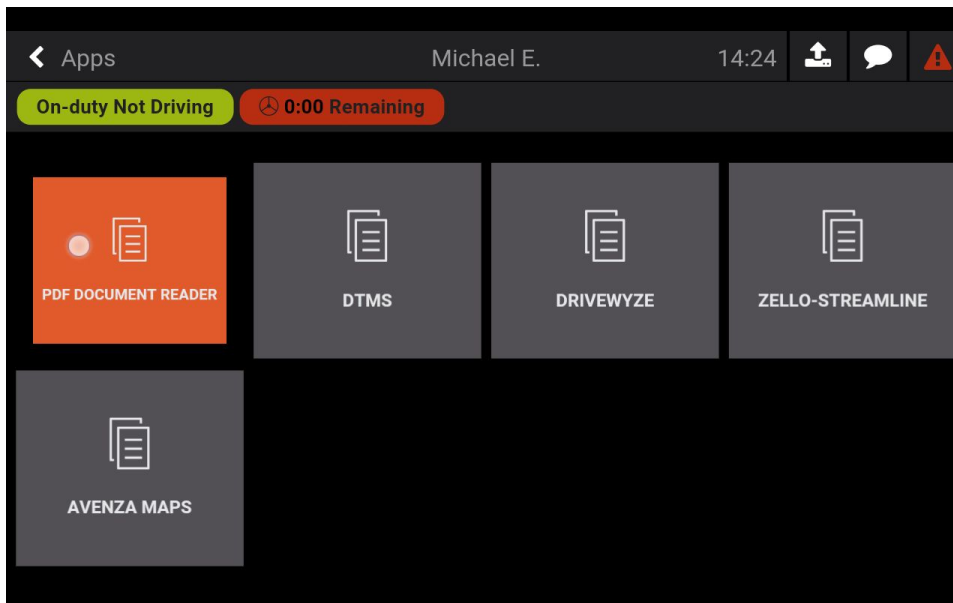 Apps
Michael E.
14:24
On-duty Not Driving
0:00 Remaining
PDF DOCUMENT READER
DTMS
DRIVEWYZE
ZELLO-STREAMLINE
AVENZA MAPS